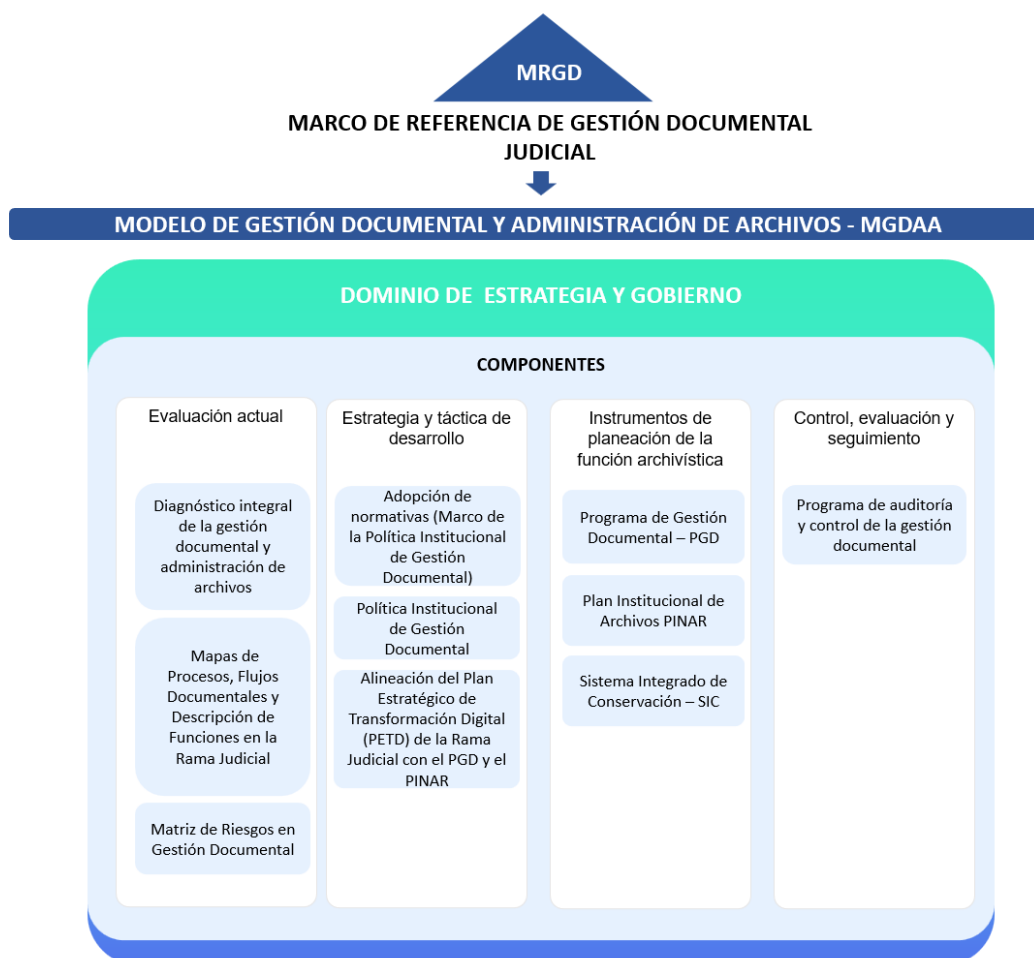 MRGD
MARCO DE REFERENCIA DE GESTIÓN DOCUMENTAL
JUDICIAL
MODELO DE GESTIÓN DOCUMENTAL Y ADMINISTRACIÓN DE ARCHIVOS - MGDAA
DOMINIO DE ESTRATEGIA Y GOBIERNO
COMPONENTES
Evaluación actual
Diagnóstico integral
de la gestión
documental y
administración de
archivos
Mapas de
Procesos, Flujos
Documentales y
Descripción de
Funciones en la
Rama Judicial
Matriz de Riesgos en
Gestión Documental
Estrategia y táctica de
desarrollo
Adopción de
normativas (Marco de
la Política Institucional
de Gestión
Documental)
Política Institucional
de Gestión
Documental
Alineación del Plan
Estratégico de
Transformación Digital
(PETD) de la Rama
Judicial con el PGD y el
PINAR
Instrumentos de
planeación de la
función archivística
Programa de Gestión
Documental – PGD
Plan Institucional de
Archivos PINAR
Sistema Integrado de
Conservación – SIC
Control, evaluación y
seguimiento
Programa de auditoría
y control de la gestión
documental